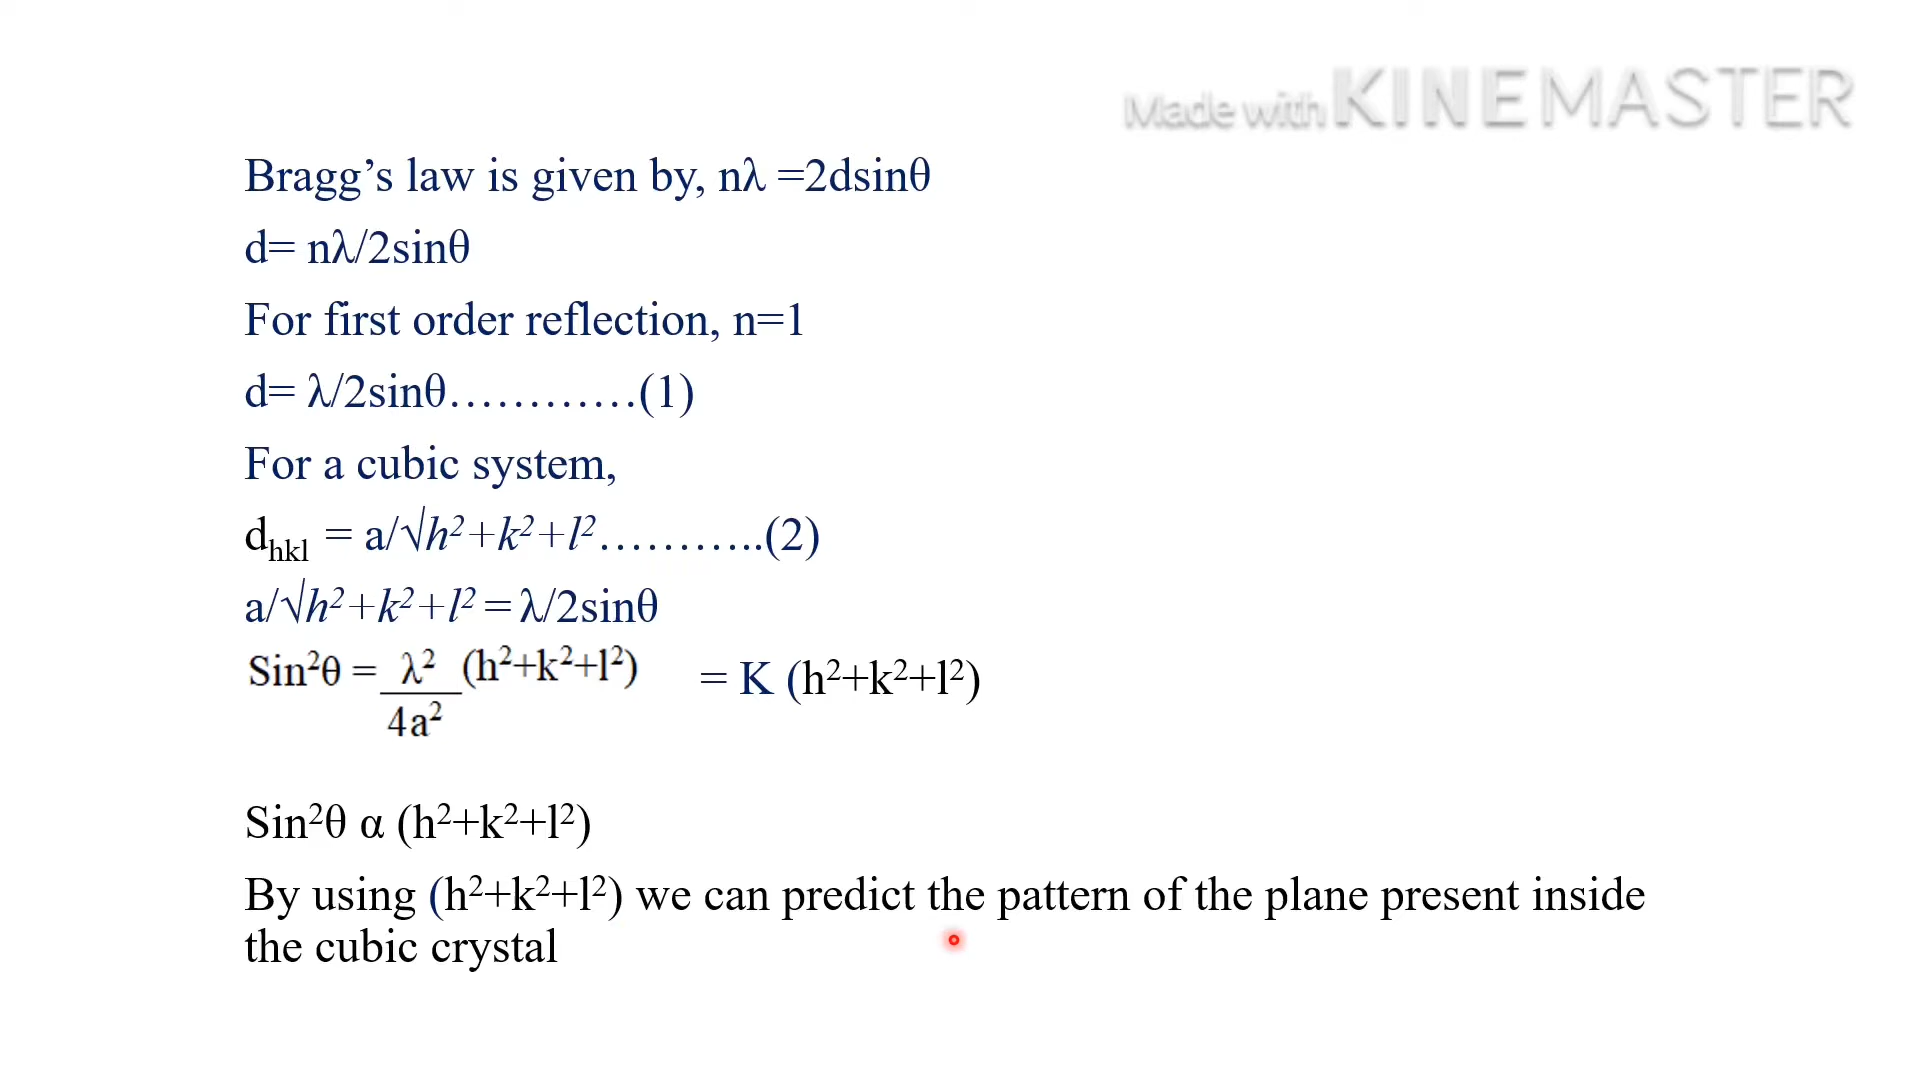 Made with KINEMASTER
Bragg’s law is given by, nλ =2dsinθ
d= nλ/2sinθ
For first order reflection, n=1
d= λ/2sinθ…………(1)
For a cubic system,
dhkl = a/√h²+k²+l²………..(2)
a/√h²+k²+l² = λ/2sinθ
Sin²θ = λ² (h²+k²+l²) = K (h²+k²+l²)
4a²
Sin²θ α (h²+k²+l²)
By using (h²+k²+l²) we can predict the pattern of the plane present inside
the cubic crystal